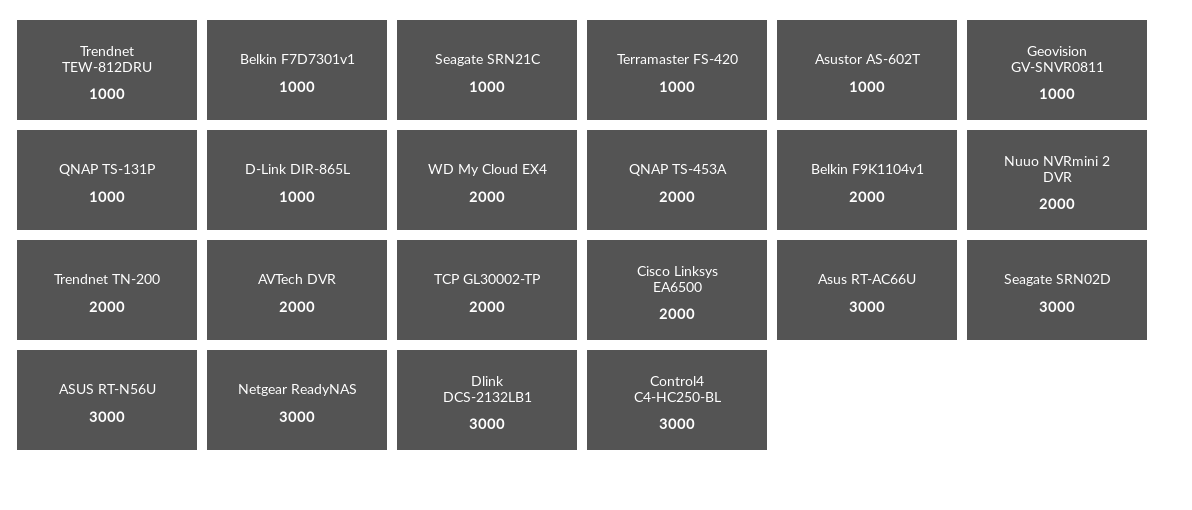 Trendnet
TEW-812DRU
1000
Belkin F7D7301v1
1000
Seagate SRN21C
1000
Terramaster FS-420
1000
Asustor AS-602T
1000
Geovision
GV-SNVR0811
1000
QNAP TS-131P
1000
D-Link DIR-865L
1000
WD My Cloud EX4
2000
QNAP TS-453A
2000
Belkin F9K1104v1
2000
Nuuo NVRmini 2
DVR
2000
Trendnet TN-200
2000
AVTech DVR
2000
TCP GL30002-TP
2000
Cisco Linksys
EA6500
2000
Asus RT-AC66U
3000
Seagate SRN02D
3000
ASUS RT-N56U
3000
Netgear ReadyNAS
3000
Dlink
DCS-2132LB1
3000
Control4
C4-HC250-BL
3000